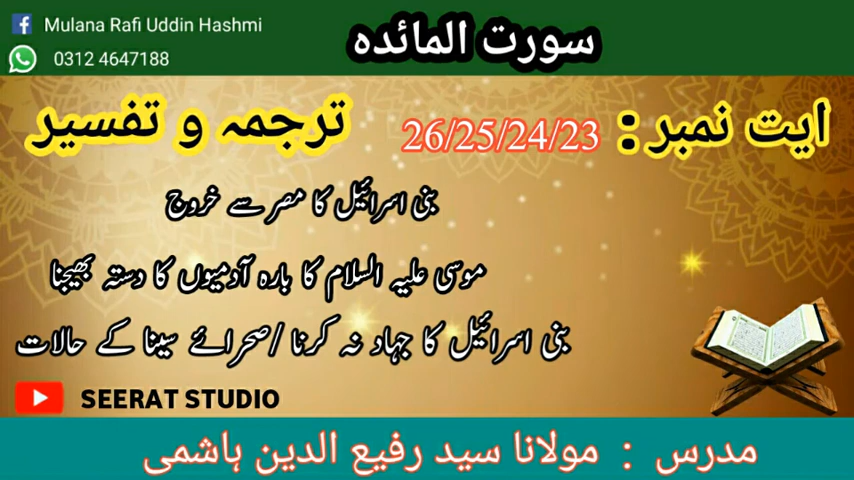 Mulana Rafi Uddin Hashmi
0312 4647188
سورت المائدہ
ایت نمبر : 26/25/24/23
ترجمہ و تفسیر
بنی اسرائیل کا مصر سے خروج
موسی علیہ السلام کا بارہ آدمیوں کا دستہ بھیجنا
بنی اسرائیل کا جہاد نہ کرنا /صحرائے سینا کے حالات
SEERAT STUDIO
مدرس : مولانا سید رفیع الدین ہاشمی